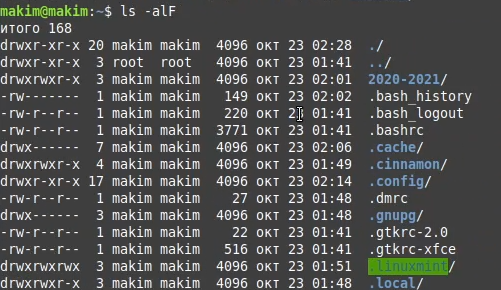 makim@makim:~$ ls -alF
итого 168
drwxr-xr-x 20 makim makim  4096 окт 23 02:28 ./
drwxr-xr-x  3 root  root   4096 окт 23 01:41 ../
drwxrwxr-x  3 makim makim  4096 окт 23 02:01 2020-2021/
-rw-------  1 makim makim   149 окт 23 02:02 .bash_history
-rw-r--r--  1 makim makim   220 окт 23 01:41 .bash_logout
-rw-r--r--  1 makim makim  3771 окт 23 01:41 .bashrc
drwx------  7 makim makim  4096 окт 23 02:06 .cache/
drwxrwxr-x  4 makim makim  4096 окт 23 01:49 .cinnamon/
drwxr-xr-x 17 makim makim  4096 окт 23 02:14 .config/
-rw-r--r--  1 makim makim    27 окт 23 01:48 .dmrc
drwx------  3 makim makim  4096 окт 23 01:48 .gnupg/
-rw-r--r--  1 makim makim    22 окт 23 01:41 .gtkrc-2.0
-rw-r--r--  1 makim makim   516 окт 23 01:41 .gtkrc-xfce
drwxrwxrwx  3 makim makim  4096 окт 23 01:51 .linuxmint/
drwxr-xr-x  3 makim makim  4096 окт 23 01:48 .local/